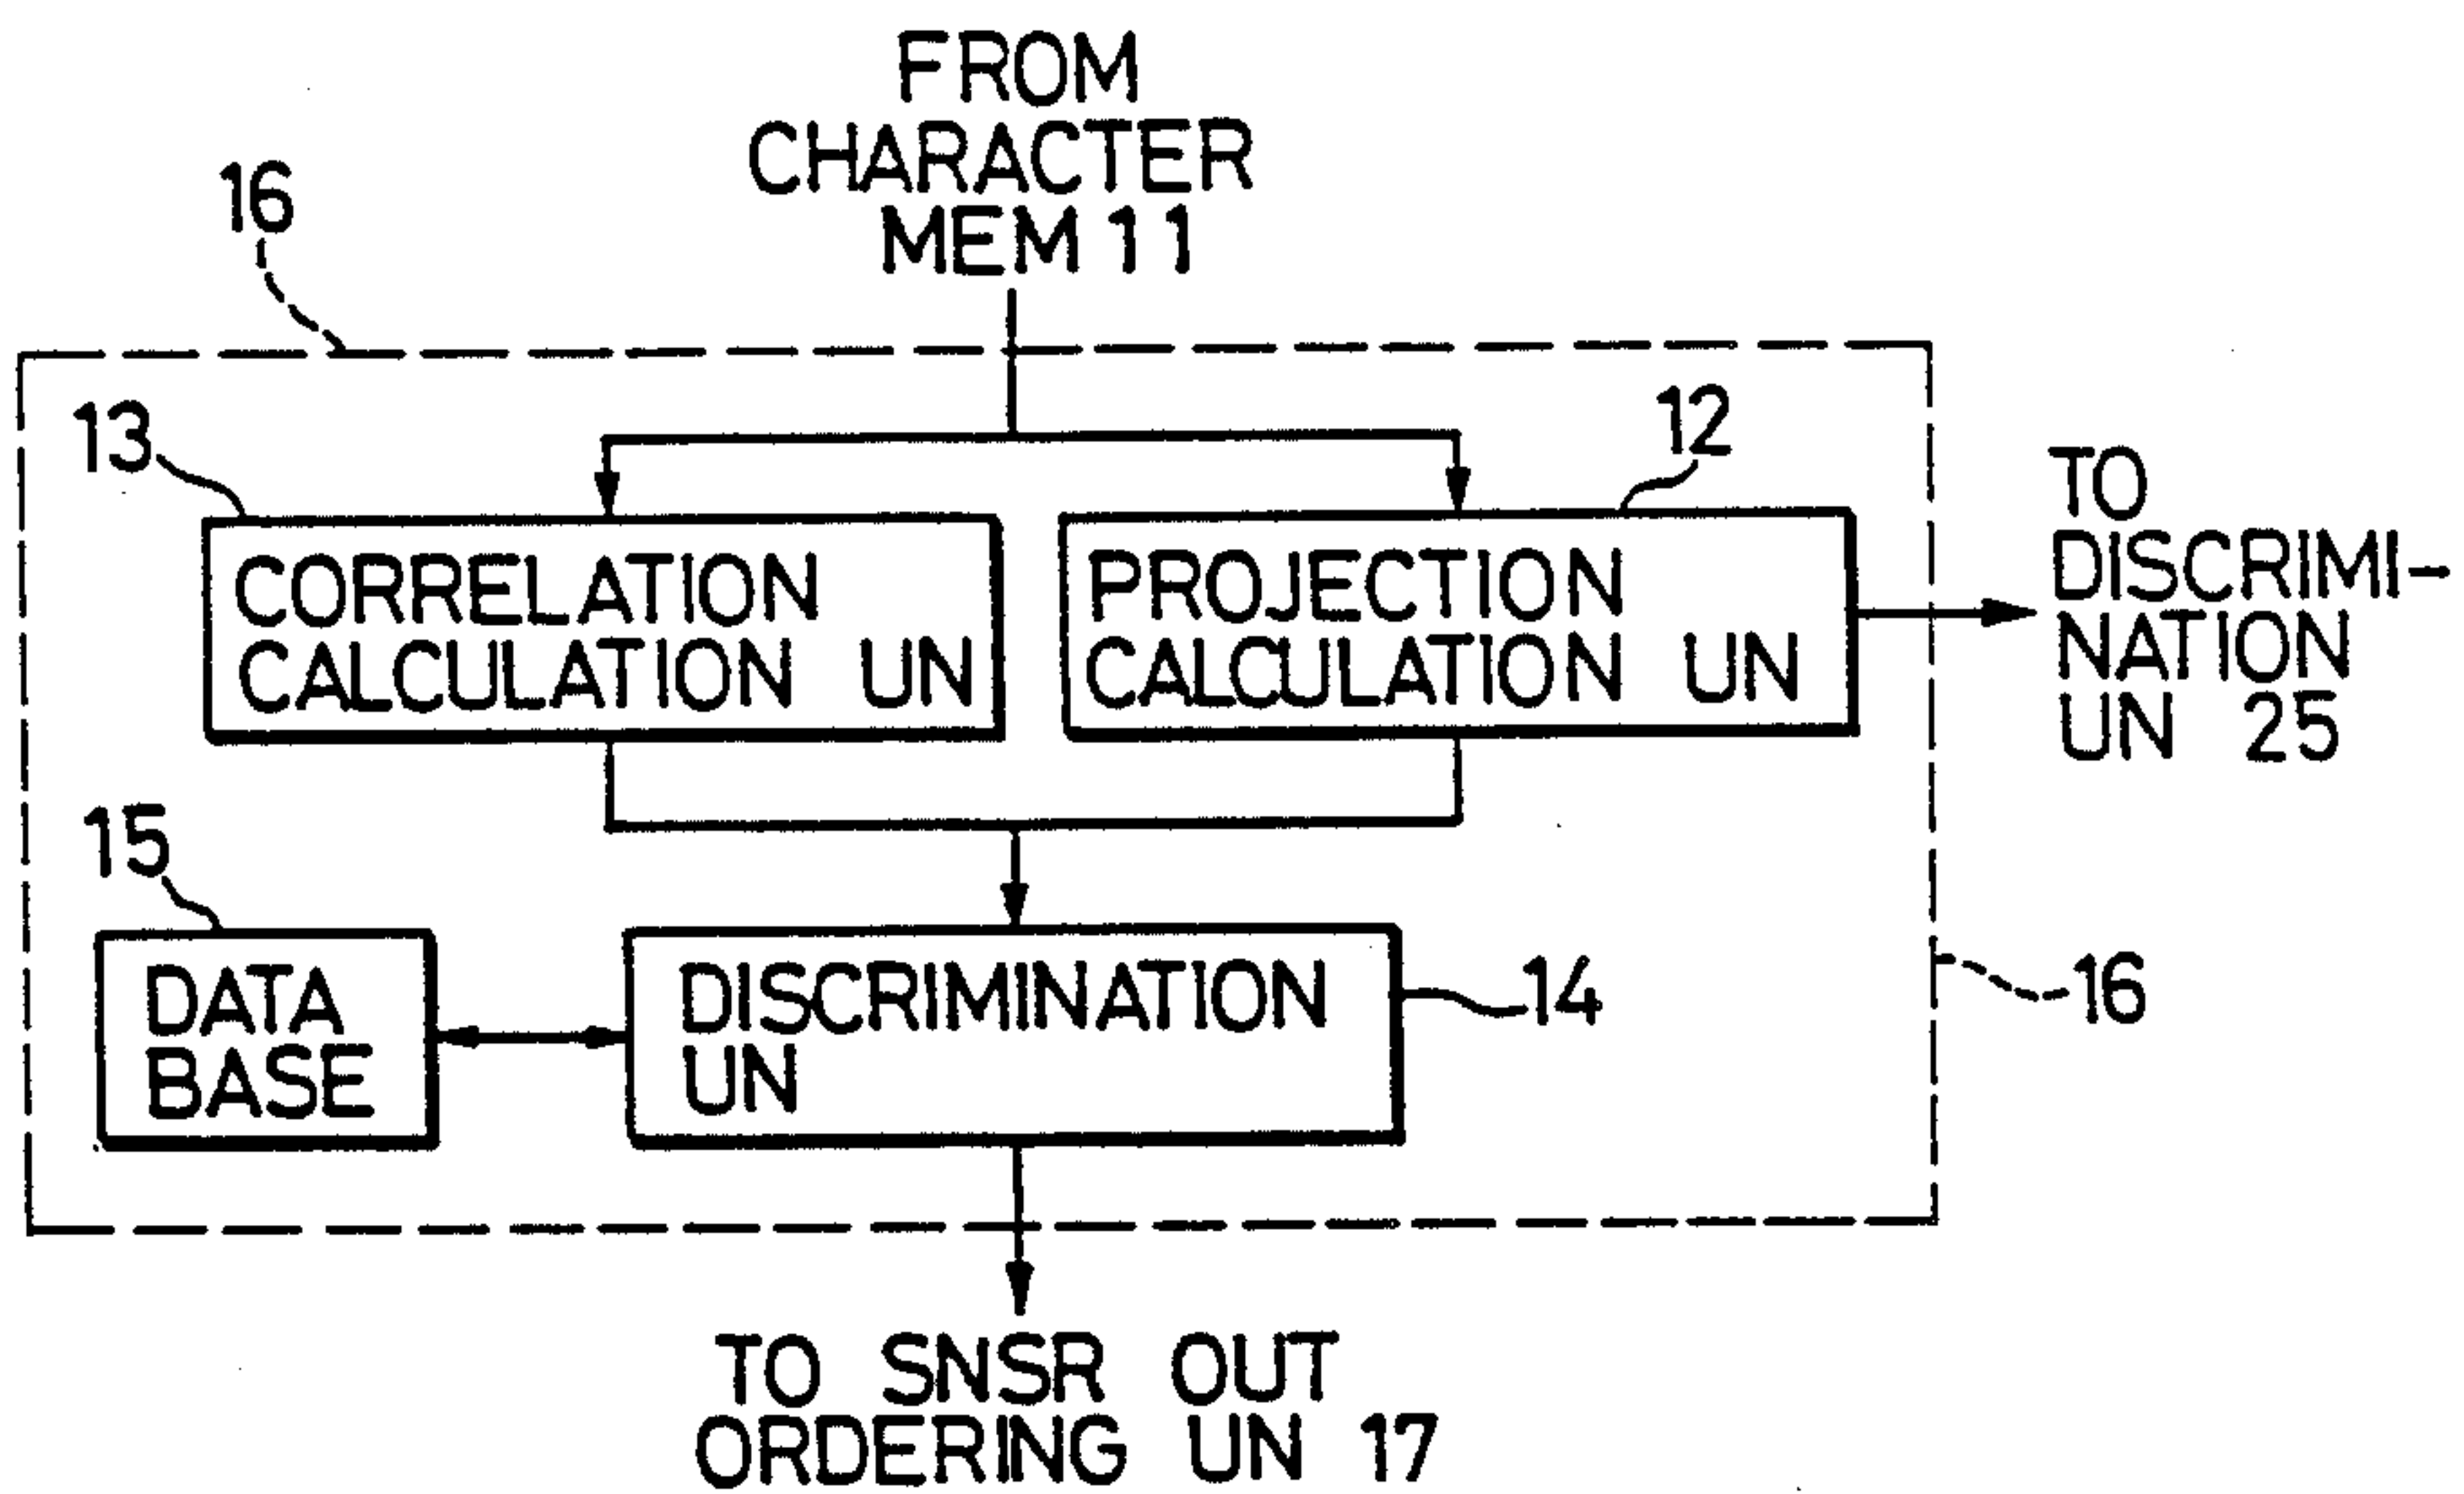 FROM
CHARACTER
MEM 11
16
13
12
CORRELATION
CALCULATION UN
PROJECTION
CALCULATION UN
TO
DISCRIMI-
NATION
UN 25
15
DATA
BASE
DISCRIMINATION
UN
14
16
TO SNSR OUT
ORDERING UN 17